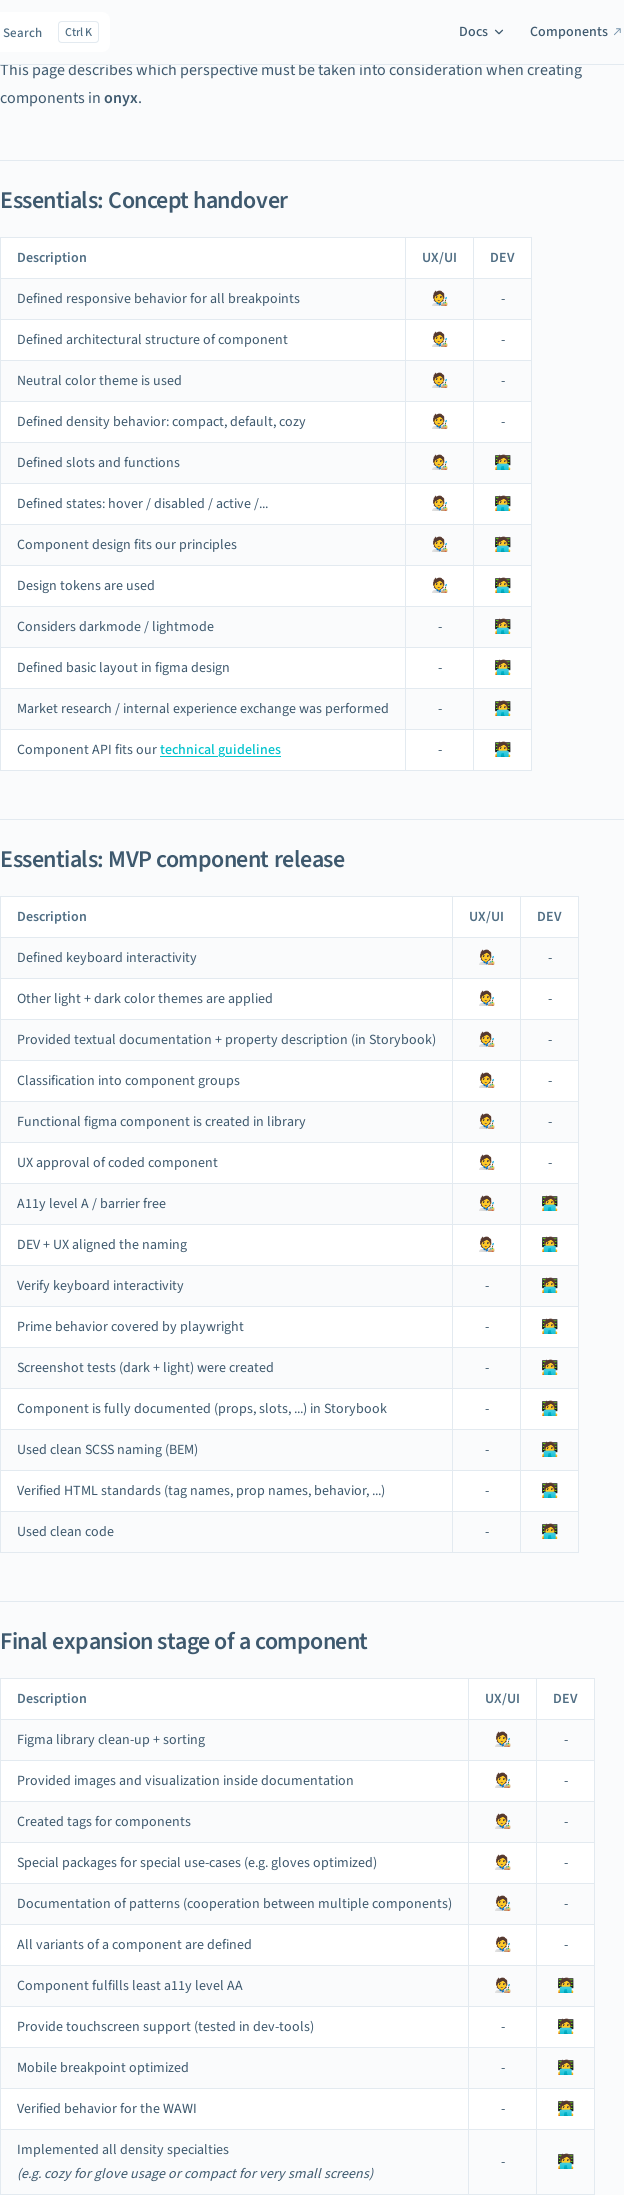 Search Ctrl K Docs Components ↗
This page describes which perspective must be taken into consideration when creating
components in onyx.
Essentials: Concept handover
Description UX/UI DEV
Defined responsive behavior for all breakpoints 🧑‍🎨 -
Defined architectural structure of component 🧑‍🎨 -
Neutral color theme is used 🧑‍🎨 -
Defined density behavior: compact, default, cozy 🧑‍🎨 -
Defined slots and functions 🧑‍🎨 🧑‍💻
Defined states: hover / disabled / active /... 🧑‍🎨 🧑‍💻
Component design fits our principles 🧑‍🎨 🧑‍💻
Design tokens are used 🧑‍🎨 🧑‍💻
Considers darkmode / lightmode - 🧑‍💻
Defined basic layout in figma design - 🧑‍💻
Market research / internal experience exchange was performed - 🧑‍💻
Component API fits our technical guidelines - 🧑‍💻
Essentials: MVP component release
Description UX/UI DEV
Defined keyboard interactivity 🧑‍🎨 -
Other light + dark color themes are applied 🧑‍🎨 -
Provided textual documentation + property description (in Storybook) 🧑‍🎨 -
Classification into component groups 🧑‍🎨 -
Functional figma component is created in library 🧑‍🎨 -
UX approval of coded component 🧑‍🎨 -
A11y level A / barrier free 🧑‍🎨 🧑‍💻
DEV + UX aligned the naming 🧑‍🎨 🧑‍💻
Verify keyboard interactivity - 🧑‍💻
Prime behavior covered by playwright - 🧑‍💻
Screenshot tests (dark + light) were created - 🧑‍💻
Component is fully documented (props, slots, ...) in Storybook - 🧑‍💻
Used clean SCSS naming (BEM) - 🧑‍💻
Verified HTML standards (tag names, prop names, behavior, ...) - 🧑‍💻
Used clean code - 🧑‍💻
Final expansion stage of a component
Description UX/UI DEV
Figma library clean-up + sorting 🧑‍🎨 -
Provided images and visualization inside documentation 🧑‍🎨 -
Created tags for components 🧑‍🎨 -
Special packages for special use-cases (e.g. gloves optimized) 🧑‍🎨 -
Documentation of patterns (cooperation between multiple components) 🧑‍🎨 -
All variants of a component are defined 🧑‍🎨 -
Component fulfills least a11y level AA 🧑‍🎨 🧑‍💻
Provide touchscreen support (tested in dev-tools) - 🧑‍💻
Mobile breakpoint optimized - 🧑‍💻
Verified behavior for the WAWI - 🧑‍💻
Implemented all density specialties - 🧑‍💻
(e.g. cozy for glove usage or compact for very small screens)